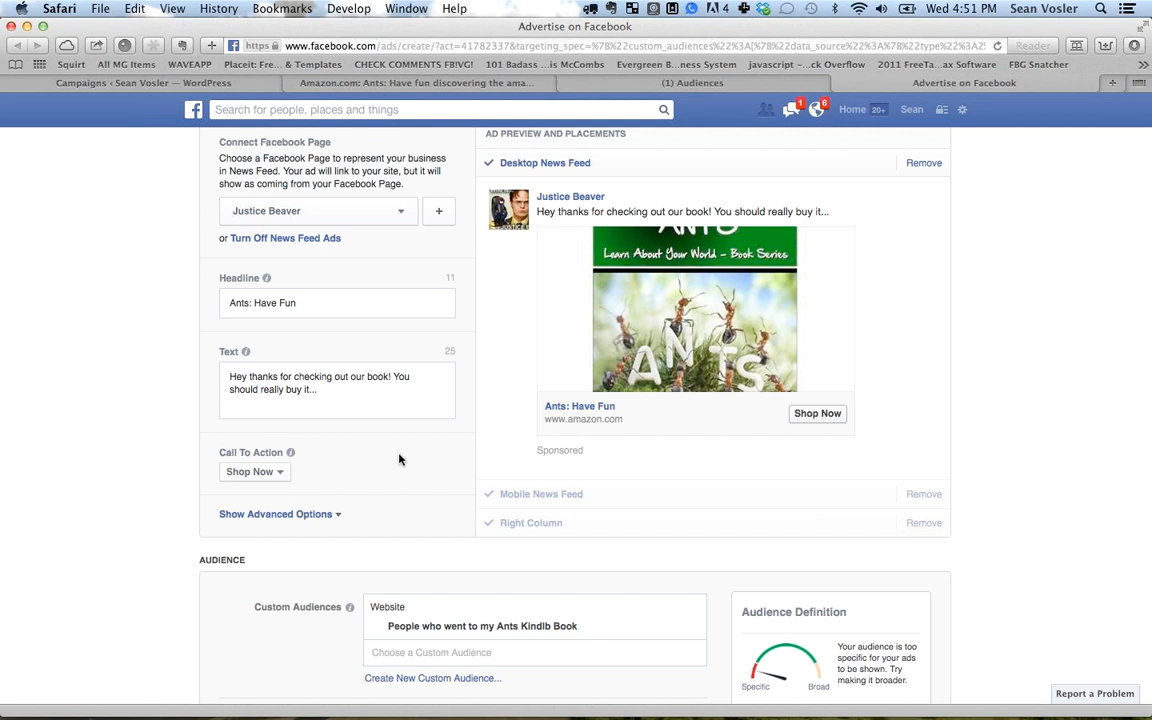 Safari File Edit View History Bookmarks Develop Window Help 4 Wed 4:51 PM Sean Vosler
Advertise on Facebook
https www.facebook.com/ads/create/?act=41782337&targeting_spec=%7B%22custom_audiences%22%3A[%7B%22data_source%22%3A%7B%22type%22%3A2! Reader
Squirt All MG Items WAVEAPP Placeit: Fre... & Templates CHECK COMMENTS FB!VG! 101 Badass ...is McCombs Evergreen B...ness System javascript -...ck Overflow 2011 FreeTa...ax Software FBG Snatcher
Campaigns ‹ Sean Vosler — WordPress Amazon.com: Ants: Have fun discovering the ama... (1) Audiences Advertise on Facebook
Search for people, places and things 1 6 Home 20+ Sean
Connect Facebook Page
Choose a Facebook Page to represent your business
in News Feed. Your ad will link to your site, but it will
show as coming from your Facebook Page.
Justice Beaver +
or Turn Off News Feed Ads
Headline 11
Ants: Have Fun
Text 25
Hey thanks for checking out our book! You
should really buy it...
Call To Action
Shop Now
Show Advanced Options
AD PREVIEW AND PLACEMENTS
Desktop News Feed Remove
Justice Beaver
Hey thanks for checking out our book! You should really buy it...
ANTS
Learn About Your World – Book Series
ANTS
Ants: Have Fun
www.amazon.com
Shop Now
Sponsored
Mobile News Feed Remove
Right Column Remove
AUDIENCE
Custom Audiences
Website
People who went to my Ants Kindlb Book
Choose a Custom Audience
Create New Custom Audience...
Audience Definition
Your audience is too
specific for your ads
to be shown. Try
making it broader.
Specific Broad
Report a Problem